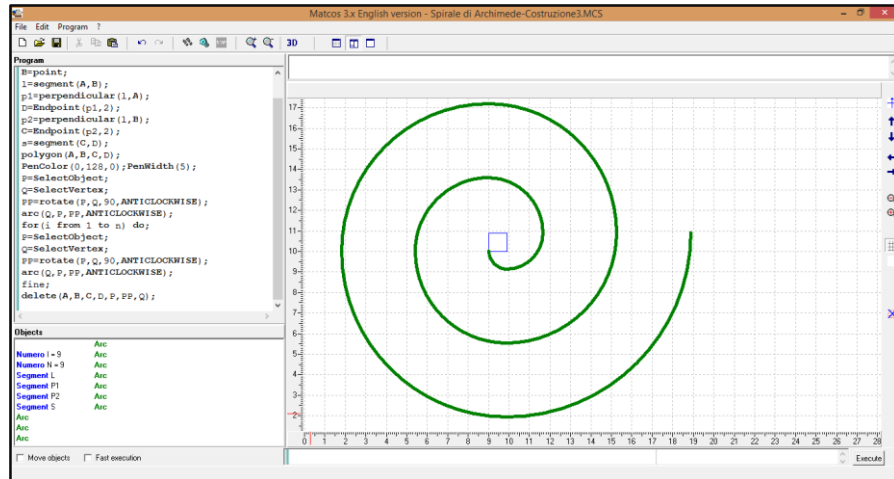 Matcos 3.x English version - Spirale di Archimede-Costruzione3.MCS
File Edit Program ?
3D
Program
B=point;
l=segment(A,B);
p1=perpendicular(l,A);
D=Endpoint(p1,2);
p2=perpendicular(l,B);
C=Endpoint(p2,2);
s=segment(C,D);
polygon(A,B,C,D);
PenColor(0,128,0);PenWidth(5);
P=SelectObject;
Q=SelectVertex;
PP=rotate(P,Q,90,ANTICLOCKWISE);
arc(Q,P,PP,ANTICLOCKWISE);
for(i from 1 to n) do;
P=SelectObject;
Q=SelectVertex;
PP=rotate(P,Q,90,ANTICLOCKWISE);
arc(Q,P,PP,ANTICLOCKWISE);
fine;
delete(A,B,C,D,P,PP,Q);
Objects
Arc
Numero I = 9 Arc
Numero N = 9 Arc
Segment L Arc
Segment P1 Arc
Segment P2 Arc
Segment S Arc
Arc
Arc
Arc
Move objects Fast execution
17
16
15
14
13
12
11
10
9
8
7
6
5
4
3
2
0 1 2 3 4 5 6 7 8 9 10 11 12 13 14 15 16 17 18 19 20 21 22 23 24 25 26 27 28
Execute